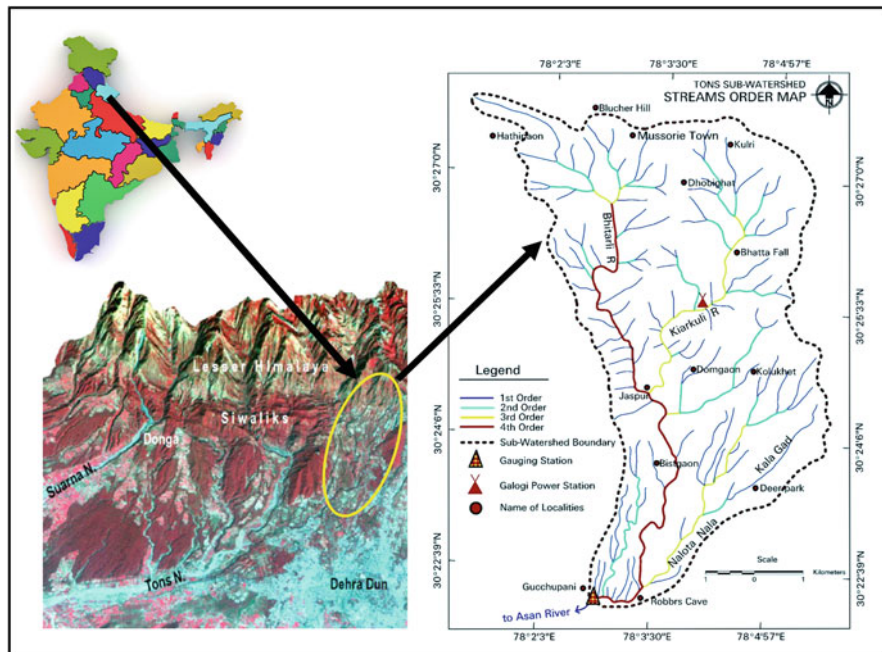 Lesser Himalaya
Siwaliks
Donga
Suarna N.
Tons N.
Dehra Dun
78°2'3"E
78°3'30"E
78°4'57"E
TONS SUB-WATERSHED
STREAMS ORDER MAP
N
30°27'0"N
30°25'33"N
30°24'6"N
30°22'39"N
30°27'0"N
30°25'33"N
30°24'6"N
30°22'39"N
Blucher Hill
Hathipaon
Mussorie Town
Kulri
Dhobighat
Bhitarli R
Bhatta Fall
Kiarkuli R
Domgaon
Kolukhet
Jaspur
Bistgaon
Kala Gad
Deerpark
Nalota Nala
Gucchupani
Robbrs Cave
to Asan River
Legend
1st Order
2nd Order
3rd Order
4th Order
Sub-Watershed Boundary
Gauging Station
Galogi Power Station
Name of Localities
Scale
1 0 1 2
Kilometers
78°2'3"E
78°3'30"E
78°4'57"E